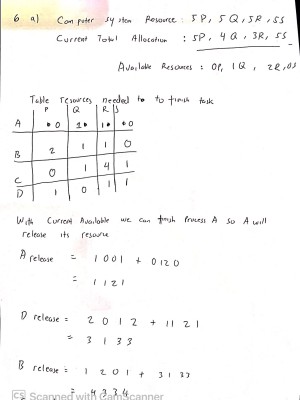 6 a) Computer System Resource : 5P, 5Q, 5R, 5S
Current Total Allocation : 5P, 4Q, 3R, 5S
Available Resources : 0P, 1Q, 2R, 0S
Table resources needed to to finish task
P Q R S
A 0 1 1 0
B 2 1 1 0
C 0 1 4 1
D 1 0 1 1
With Current Available we can finish Process A so A will
release its resource
A release = 1001 + 0120
= 1121
D release = 2012 + 1121
= 3133
B release = 1201 + 3133
= 4334
CS Scanned with CamScanner